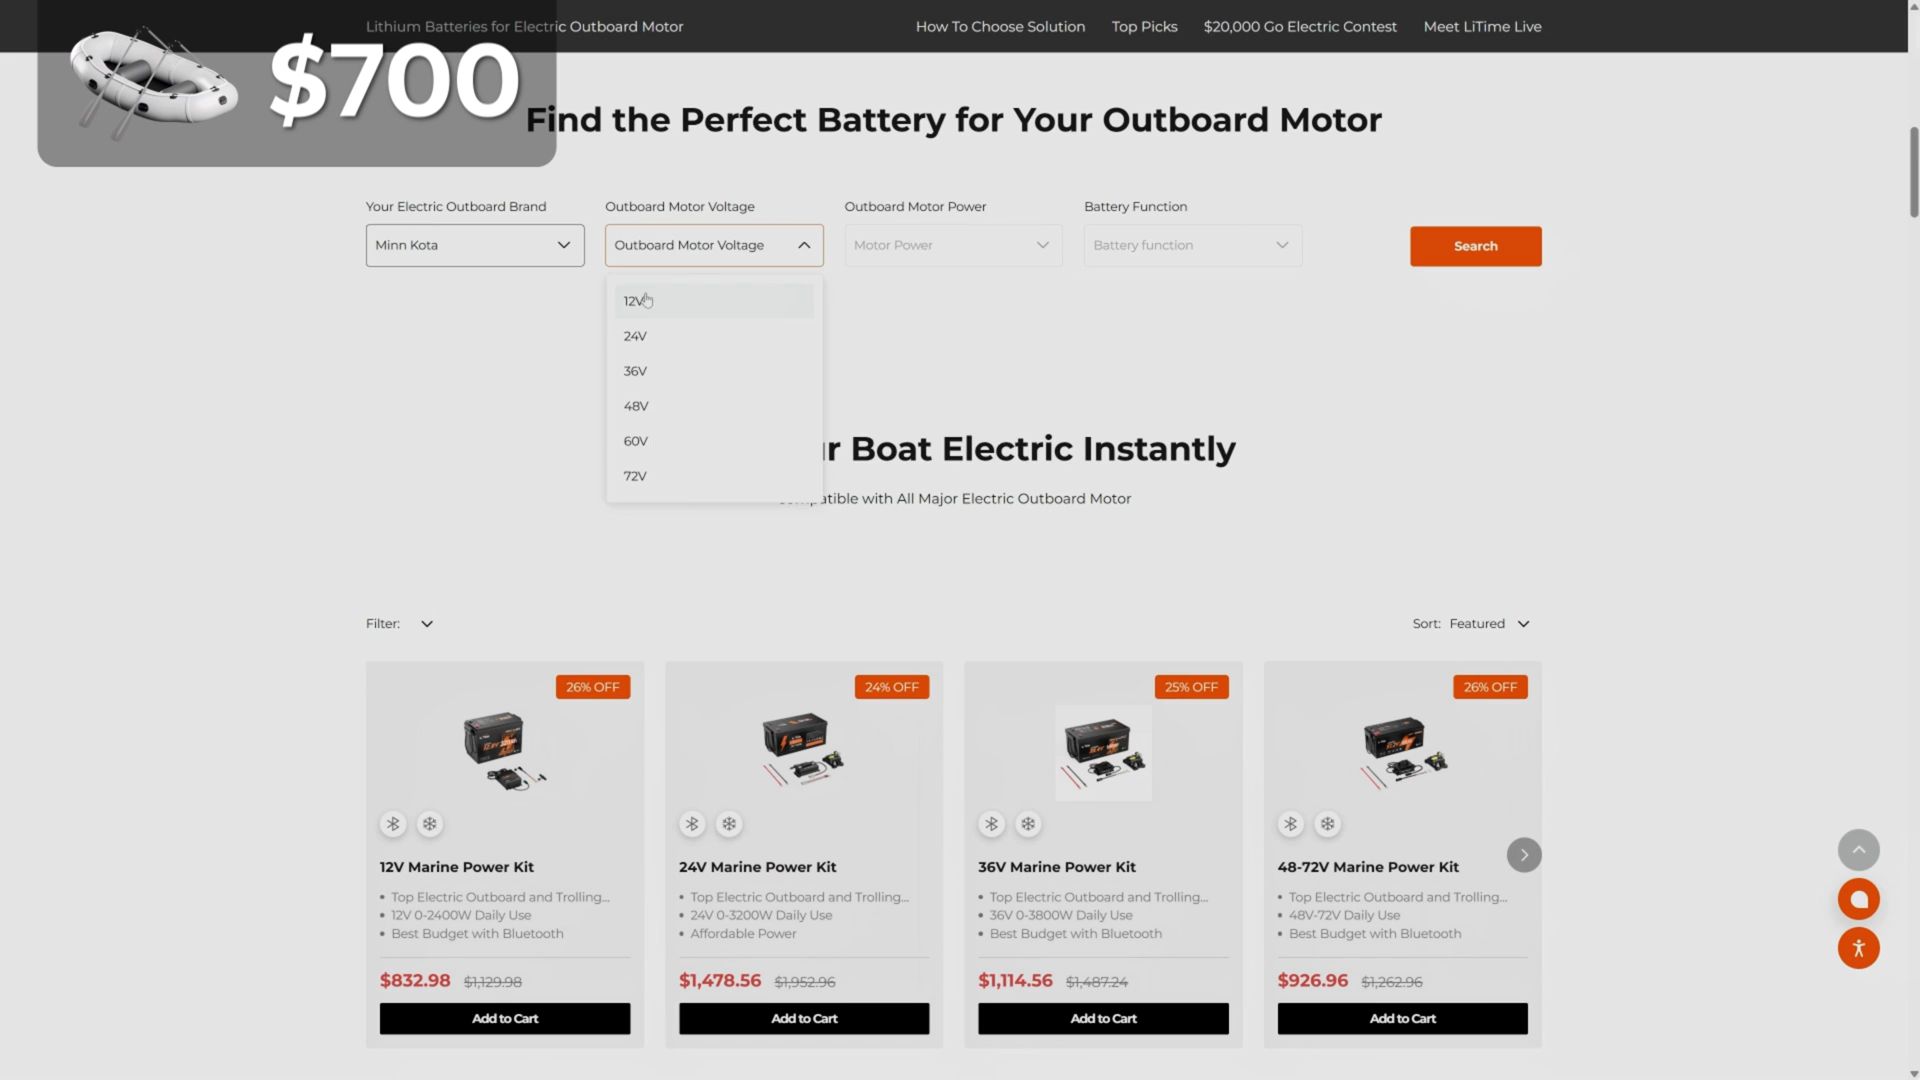 Lithium Batteries for Electric Outboard Motor
How To Choose Solution
Top Picks
$20,000 Go Electric Contest
Meet LiTime Live
$700
Find the Perfect Battery for Your Outboard Motor
Your Electric Outboard Brand
Outboard Motor Voltage
Outboard Motor Power
Battery Function
Minn Kota
Outboard Motor Voltage
Motor Power
Battery function
Search
12V
24V
36V
48V
60V
72V
r Boat Electric Instantly
patible with All Major Electric Outboard Motor
Filter:
Sort: Featured
26% OFF
24% OFF
25% OFF
26% OFF
12V Marine Power Kit
• Top Electric Outboard and Trolling...
• 12V 0-2400W Daily Use
• Best Budget with Bluetooth
$832.98 $1,129.98
Add to Cart
24V Marine Power Kit
• Top Electric Outboard and Trolling...
• 24V 0-3200W Daily Use
• Affordable Power
$1,478.56 $1,952.96
Add to Cart
36V Marine Power Kit
• Top Electric Outboard and Trolling...
• 36V 0-3800W Daily Use
• Best Budget with Bluetooth
$1,114.56 $1,487.24
Add to Cart
48-72V Marine Power Kit
• Top Electric Outboard and Trolling...
• 48V-72V Daily Use
• Best Budget with Bluetooth
$926.96 $1,262.96
Add to Cart